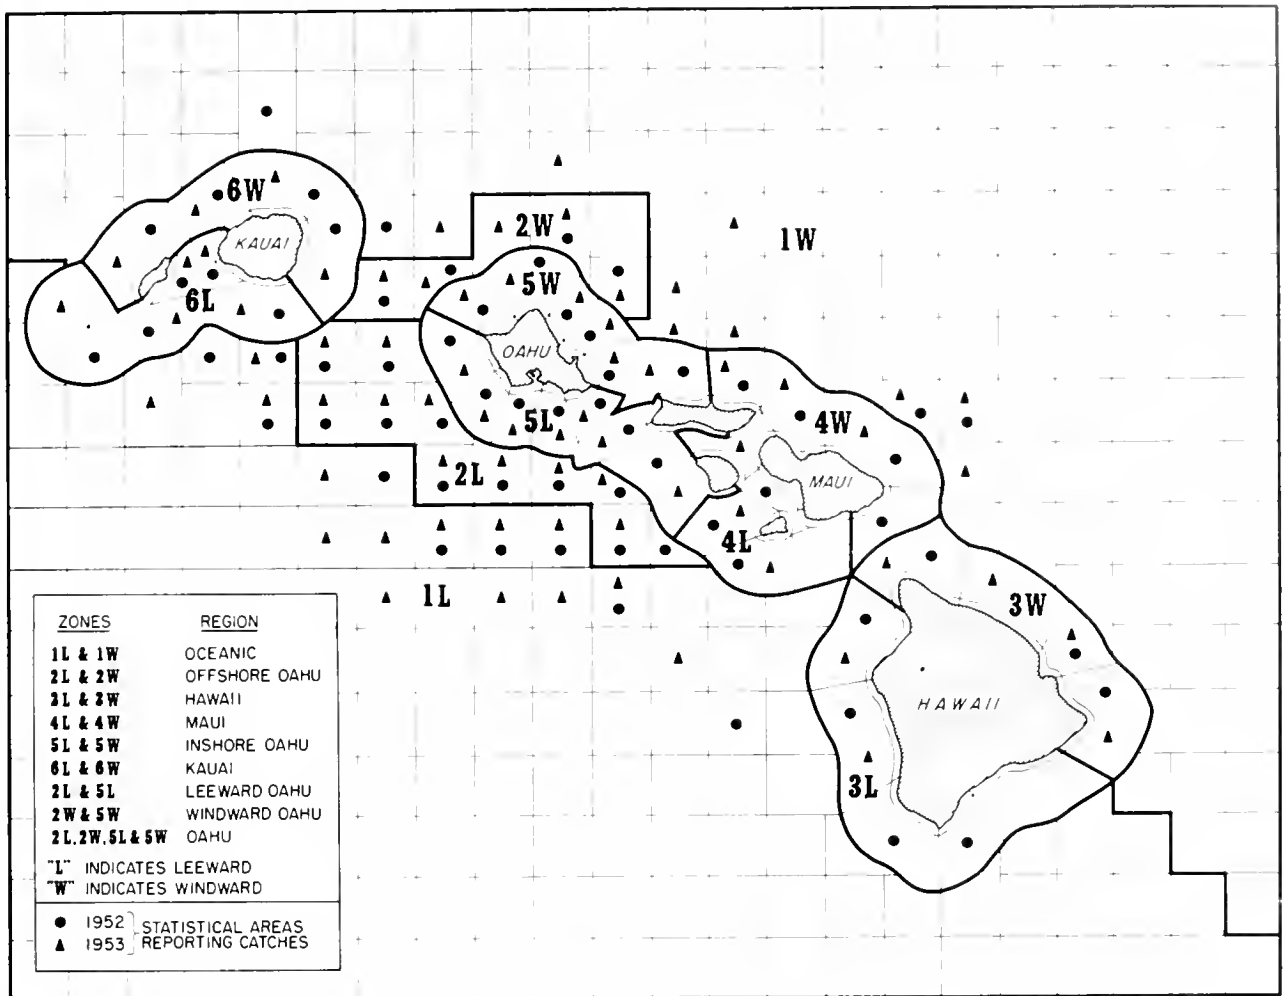 6W
KAUAI
6L
2W
1W
5W
OAHU
5L
4W
2L
MAUI
4L
1L
3W
HAWAII
3L
ZONES REGION
1L & 1W OCEANIC
2L & 2W OFFSHORE OAHU
3L & 3W HAWAII
4L & 4W MAUI
5L & 5W INSHORE OAHU
6L & 6W KAUAI
2L & 5L LEEWARD OAHU
2W & 5W WINDWARD OAHU
2L, 2W, 5L & 5W OAHU
"L" INDICATES LEEWARD
"W" INDICATES WINDWARD
1952 STATISTICAL AREAS
1953 REPORTING CATCHES